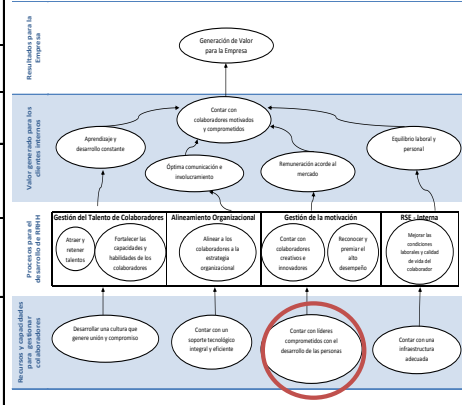 Resultados para la
Empresa
Generación de Valor
para la Empresa
Valor generado para los
clientes internos
Contar con
colaboradores motivados
y comprometidos
Aprendizaje y
desarrollo constante
Equilibrio laboral y
personal
Óptima comunicación e
involucramiento
Remuneración acorde al
mercado
Procesos para el
desarrollo de RRHH
Gestión del Talento de Colaboradores
Alineamiento Organizacional
Gestión de la motivación
RSE - Interna
Atraer y
retener
talentos
Fortalecer las
capacidades y
habilidades de los
colaboradores
Alinear a los
colaboradores a la
estrategia
organizacional
Contar con
colaboradores
creativos e
innovadores
Reconocer y
premiar el
alto
desempeño
Mejorar las
condiciones
laborales y calidad
de vida del
colaborador
Recursos y capacidades
para gestionar
colaboradores
Desarrollar una cultura que
genere unión y compromiso
Contar con un
soporte tecnológico
integral y eficiente
Contar con líderes
comprometidos con el
desarrollo de las personas
Contar con una
infraestructura
adecuada